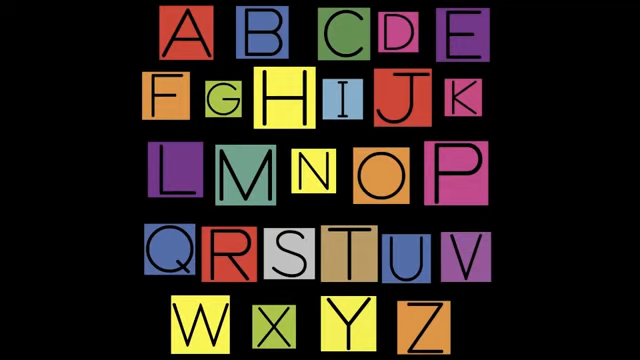 A B C D E
F G H I J K
L M N O P
Q R S T U V
W X Y Z